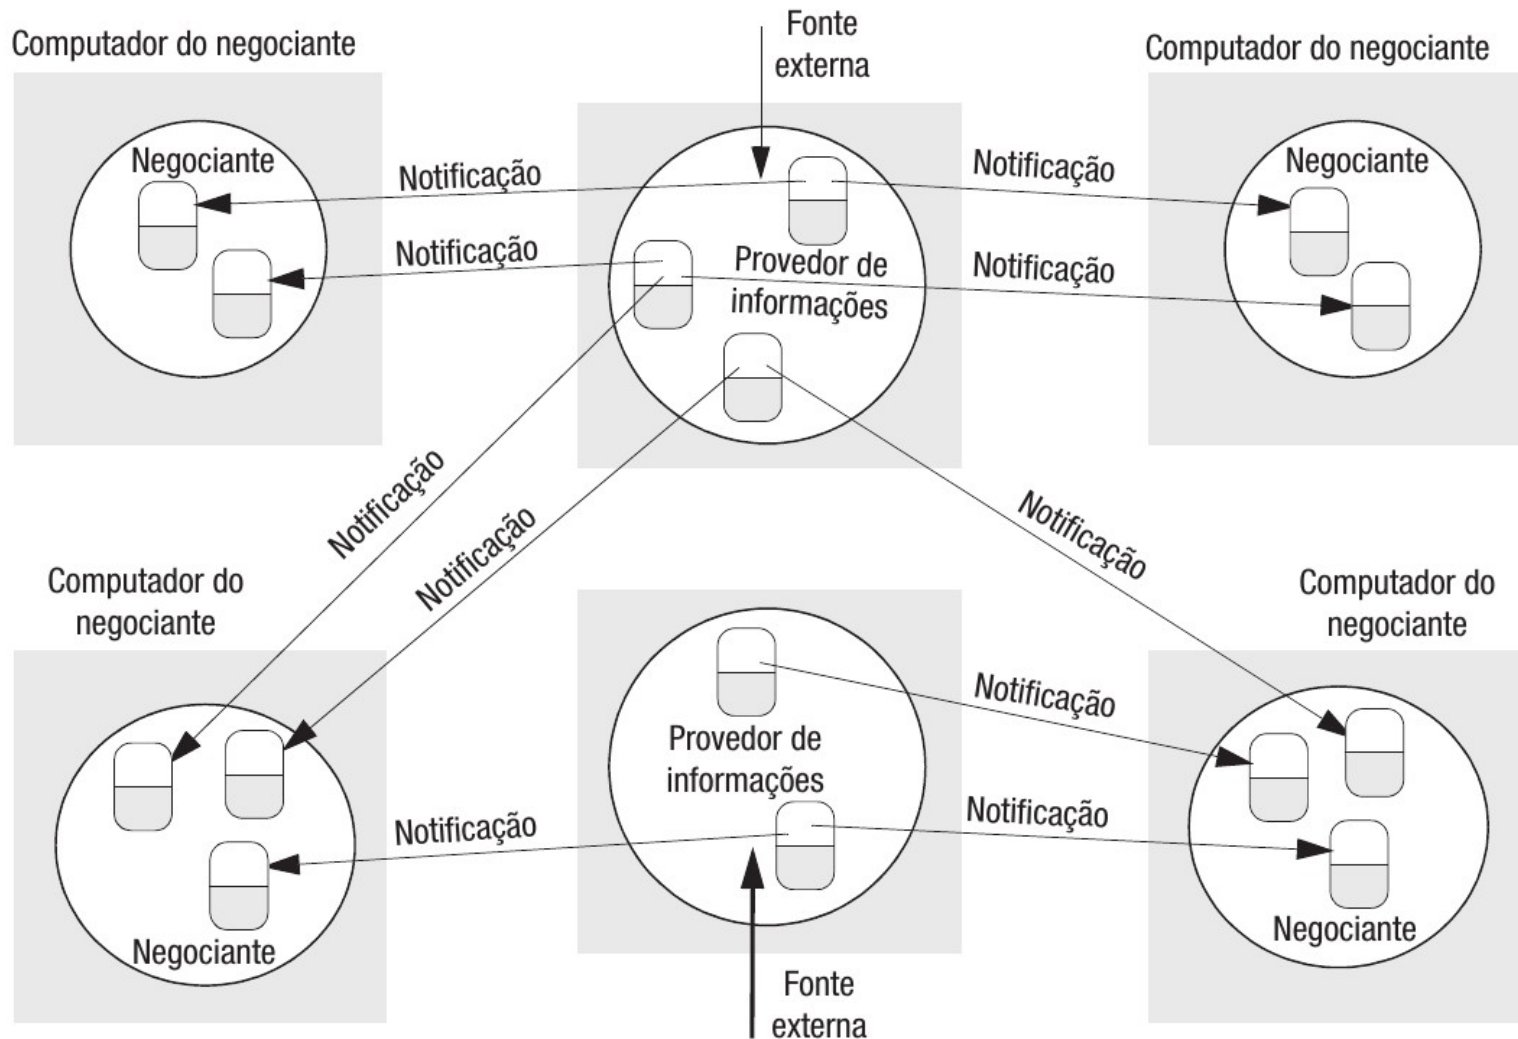 Fonte
externa
Computador do negociante
Computador do negociante
Negociante
Notificação
Notificação
Negociante
Notificação
Provedor de
informações
Notificação
Notificação
Notificação
Notificação
Computador do
negociante
Computador do
negociante
Notificação
Provedor de
informações
Notificação
Notificação
Negociante
Negociante
Fonte
externa